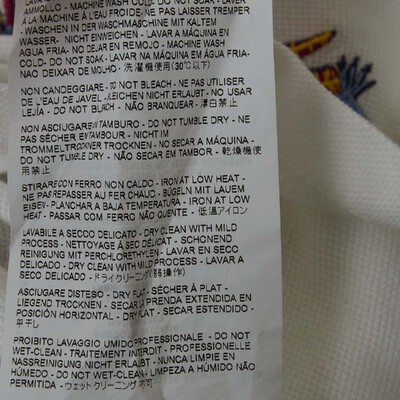 AMMOLLO - MACHINE WASH COLD- DO NOT SOAK - LAVER
À LA MACHINE À L'EAU FROIDE- NE PAS LAISSER TREMPER
- WASCHEN IN DER WASCHMASCHINE MIT KALTEM
WASSER- NICHT EINWEICHEN - LAVAR A MÁQUINA EN
AGUA FRIA- NO DEJAR EN REMOJO - MACHINE WASH
COLD- DO NOT SOAK - LAVAR NA MÁQUINA EM ÁGUA FRIA-
NAO DEIXAR DE MOLHO - 洗濯機使用(30℃以下)
NON CANDEGGIARE - DO NOT BLEACH - NE PAS UTILISER
DE L'EAU DE JAVEL - BLEICHEN NICHT ERLAUBT - NO USAR
LEJÍA - DO NOT BLEACH - NÃO BRANQUEAR - 漂白禁止
NON ASCIUGARE IN TAMBURO - DO NOT TUMBLE DRY - NE
PAS SÉCHER EN TAMBOUR - NICHT IM
TROMMELTROCKNER TROCKNEN - NO SECAR A MÁQUINA -
DO NOT TUMBLE DRY - NÃO SECAR EM TAMBOR - 乾燥機使
用禁止
STIRARE CON FERRO NON CALDO - IRON AT LOW HEAT -
NE PAS REPASSER AU FER CHAUD - BÜGELN MIT LAUEM
EISEN - PLANCHAR A BAJA TEMPERATURA - IRON AT LOW
HEAT - PASSAR COM FERRO NÃO QUENTE - 低温アイロン
LAVABILE A SECCO DELICATO - DRY CLEAN WITH MILD
PROCESS - NETTOYAGE À SEC DÉLICAT - SCHONEND
REINIGUNG MIT PERCHLORETHYLEN - LAVAR EN SECO
DELICADO - DRY CLEAN WITH MILD PROCESS - LAVAR A
SECO DELICADO - ドライクリーニング(弱操作)
ASCIUGARE DISTESO - DRY FLAT - SÉCHER À PLAT -
LIEGEND TROCKNEN - SECAR LA PRENDA EXTENDIDA EN
POSICIÓN HORIZONTAL - DRY FLAT - SECAR ESTENDIDO -
平干し
PROIBITO LAVAGGIO UMIDO PROFESSIONALE - DO NOT
WET-CLEAN - TRAITEMENT INTERDIT - PROFESSIONELLE
NASSREINIGUNG NICHT ERLAUBT - NUNCA LIMPIE EN
HÚMEDO - DO NOT WET-CLEAN - LIMPEZA A HÚMIDO NÃO
PERMITIDA - ウェットクリーニング不可